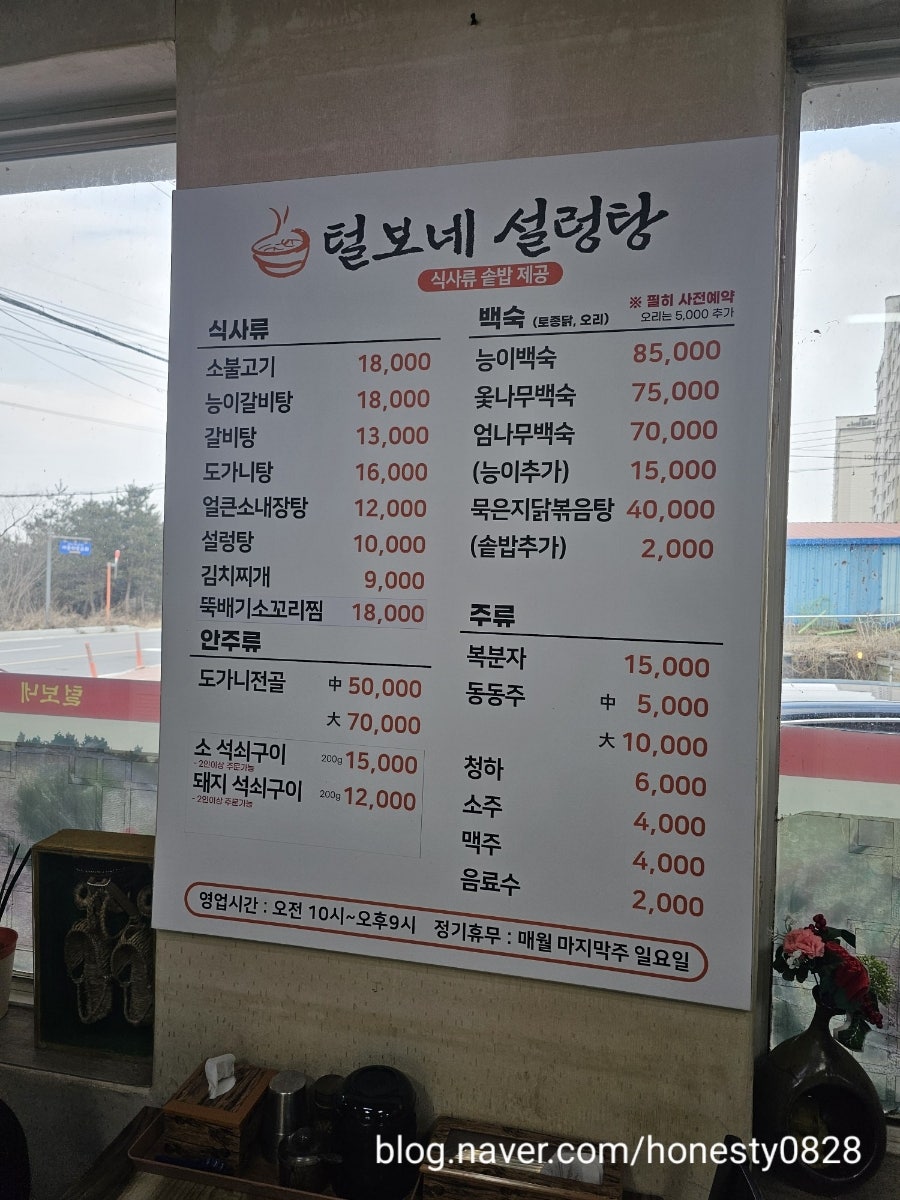 털보네 설렁탕
식사류 솥밥 제공
식사류
소불고기 18,000
능이갈비탕 18,000
갈비탕 13,000
도가니탕 16,000
얼큰소내장탕 12,000
설렁탕 10,000
김치찌개 9,000
뚝배기소꼬리찜 18,000
안주류
도가니전골 中 50,000
大 70,000
소 석쇠구이 200g 15,000
- 2인이상 주문가능
돼지 석쇠구이 200g 12,000
- 2인이상 주문가능
백숙 (토종닭, 오리) ※ 필히 사전예약
오리는 5,000 추가
능이백숙 85,000
옻나무백숙 75,000
엄나무백숙 70,000
(능이추가) 15,000
묵은지닭볶음탕 40,000
(솥밥추가) 2,000
주류
복분자 15,000
동동주 中 5,000
大 10,000
청하 6,000
소주 4,000
맥주 4,000
음료수 2,000
영업시간 : 오전 10시~오후9시 정기휴무 : 매월 마지막주 일요일
털보네
blog.naver.com/honesty0828